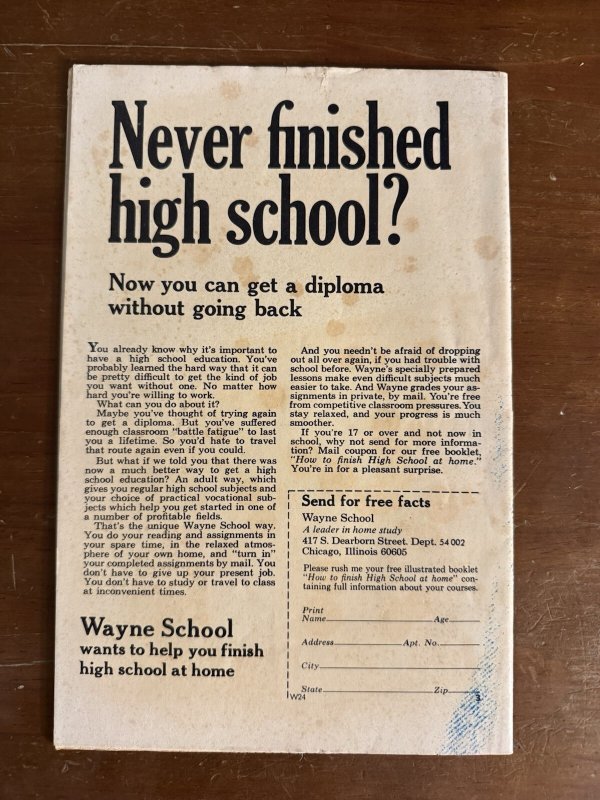 Never finished
high school?
Now you can get a diploma
without going back
You already know why it's important to
have a high school education. You've
probably learned the hard way that it can
be pretty difficult to get the kind of job
you want without one. No matter how
hard you're willing to work.
What can you do about it?
Maybe you've thought of trying again
to get a diploma. But you've suffered
enough classroom "battle fatigue" to last
you a lifetime. So you'd hate to travel
that route again even if you could.
But what if we told you that there was
now a much better way to get a high
school education? An adult way, which
gives you regular high school subjects and
your choice of practical vocational sub-
jects which help you get started in one of
a number of profitable fields.
That's the unique Wayne School way.
You do your reading and assignments in
your spare time, in the relaxed atmos-
phere of your own home, and "turn in"
your completed assignments by mail. You
don't have to give up your present job.
You don't have to study or travel to class
at inconvenient times.
Wayne School
wants to help you finish
high school at home
And you needn't be afraid of dropping
out all over again, if you had trouble with
school before. Wayne's specially prepared
lessons make even difficult subjects much
easier to take. And Wayne grades your as-
signments in private, by mail. You're free
from competitive classroom pressures. You
stay relaxed, and your progress is much
smoother.
If you're 17 or over and not now in
school, why not send for more informa-
tion? Mail coupon for our free booklet,
"How to finish High School at home."
You're in for a pleasant surprise.
Send for free facts
Wayne School
A leader in home study
417 S. Dearborn Street. Dept. 54 002
Chicago, Illinois 60605
Please rush me your free illustrated booklet
"How to finish High School at home" con-
taining full information about your courses.
Print
Name Age
Address Apt. No.
City
State Zip
W24 3